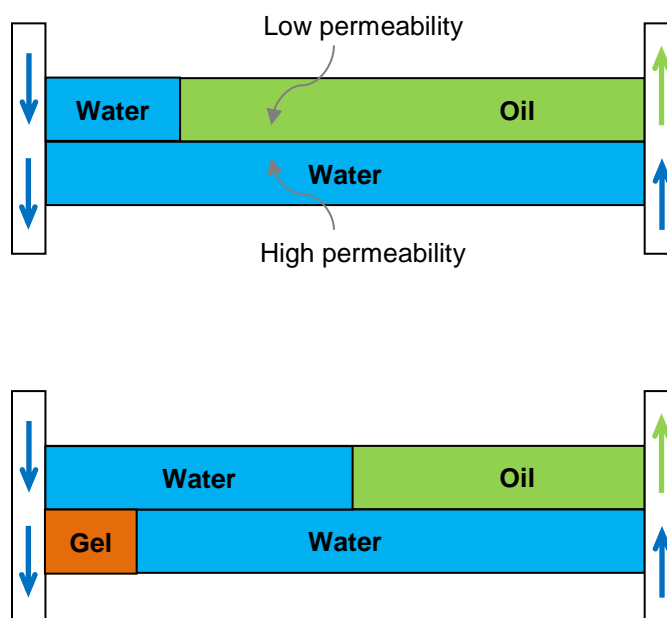 Low permeability
Water
Oil
Water
High permeability
Water
Oil
Gel
Water